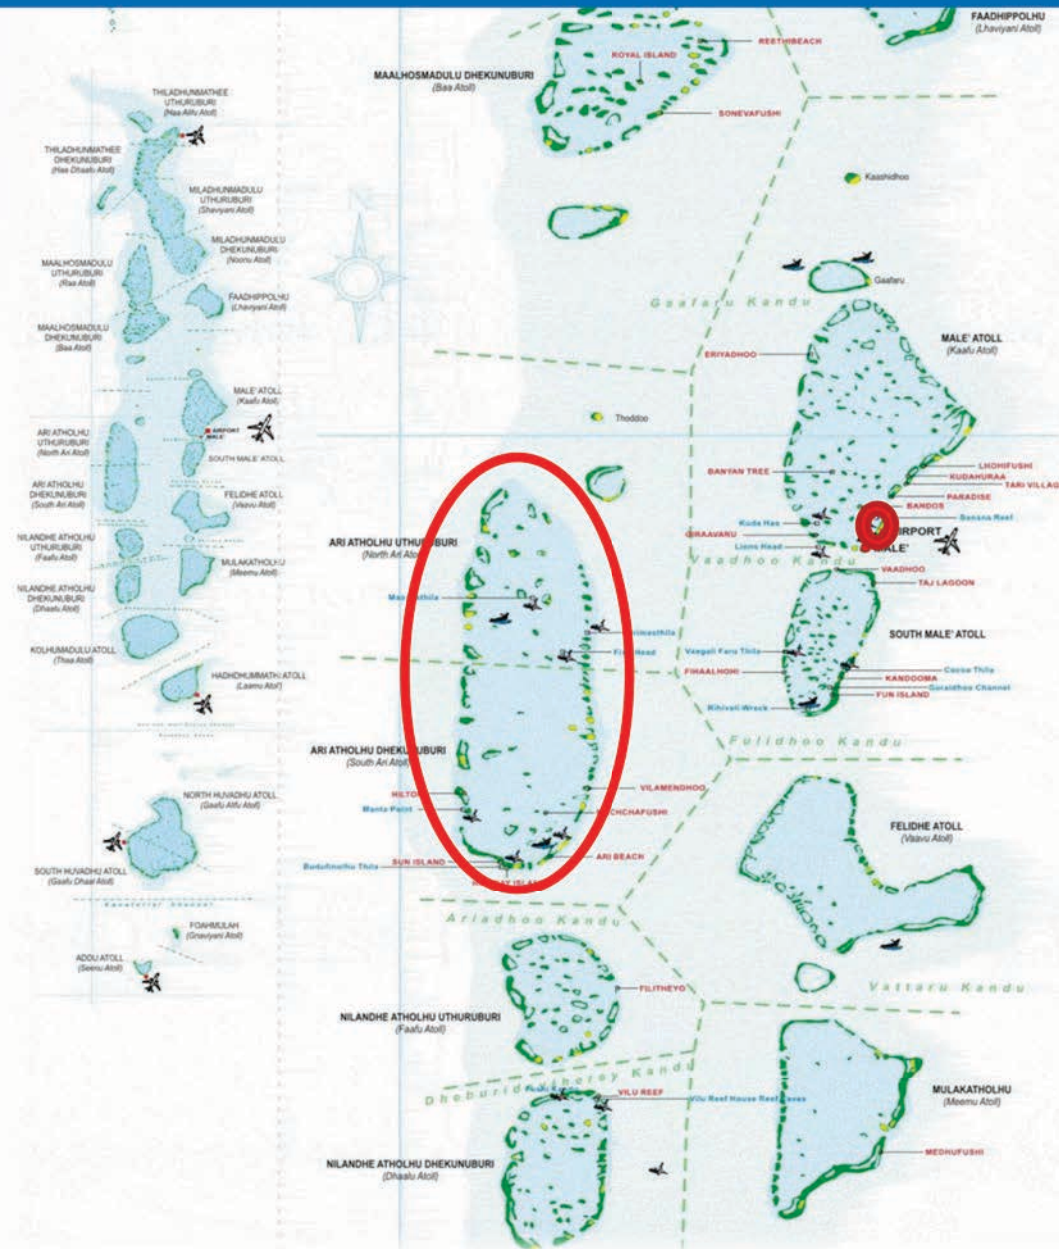 THILADHUNMATHEE
UTHURUBURI
(Haa Alifu Atoll)
THILADHUNMATHEE
DHEKUNUBURI
(Haa Dhaalu Atoll)
MILADHUNMADULU
UTHURUBURI
(Shaviyani Atoll)
MILADHUNMADULU
DHEKUNUBURI
(Noonu Atoll)
MAALHOSMADULU
UTHURUBURI
(Raa Atoll)
FAADHIPPOLHU
(Lhaviyani Atoll)
MAALHOSMADULU
DHEKUNUBURI
(Baa Atoll)
MALE' ATOLL
(Kaafu Atoll)
AIRPORT
MALE'
ARI ATHOLHU
UTHURUBURI
(North Ari Atoll)
SOUTH MALE' ATOLL
ARI ATHOLHU
DHEKUNUBURI
(South Ari Atoll)
FELIDHE ATOLL
(Vaavu Atoll)
NILANDHE ATHOLHU
UTHURUBURI
(Faafu Atoll)
MULAKATHOLHU
(Meemu Atoll)
NILANDHE ATHOLHU
DHEKUNUBURI
(Dhaalu Atoll)
KOLHUMADULU ATOLL
(Thaa Atoll)
HADHDHUMMATHI ATOLL
(Laamu Atoll)
NORTH HUVADHU ATOLL
(Gaafu Alifu Atoll)
SOUTH HUVADHU ATOLL
(Gaafu Dhaal Atoll)
FOAHMULAH
(Gnaviyani Atoll)
ADDU ATOLL
(Seenu Atoll)
N
FAADHIPPOLHU
(Lhaviyani Atoll)
REETHIBEACH
ROYAL ISLAND
MAALHOSMADULU DHEKUNUBURI
(Baa Atoll)
SONEVAFUSHI
Kaashidhoo
Gaafaru
Gaafaru Kandu
MALE' ATOLL
(Kaafu Atoll)
ERIYADHOO
Thoddoo
LHOHIFUSHI
BANYAN TREE
KUDAHURAA
TARI VILLAG
PARADISE
BANDOS
Kuda Haa
Banana Reef
GIRAAVARU
AIRPORT
MALE'
Lions Head
Vaadhoo Kandu
ARI ATHOLHU UTHURUBURI
(North Ari Atoll)
VAADHOO
TAJ LAGOON
Fish Head
SOUTH MALE' ATOLL
Vaagali Faru Thila
FIHAALHOHI
Cocoa Thila
KANDOOMA
Guraidhoo Channel
FUN ISLAND
Rihiveli Wreck
Fulidhoo Kandu
ARI ATHOLHU DHEKUNUBURI
(South Ari Atoll)
HILTON
VILAMENDHOO
Manta Point
MACHCHAFUSHI
FELIDHE ATOLL
(Vaavu Atoll)
SUN ISLAND
ARI BEACH
HOLIDAY ISLAND
Ariadhoo Kandu
Vattaru Kandu
FILITHEYO
NILANDHE ATHOLHU UTHURUBURI
(Faafu Atoll)
VILU REEF
Vilu Reef House Reef Caves
MULAKATHOLHU
(Meemu Atoll)
MEDHUFUSHI
NILANDHE ATHOLHU DHEKUNUBURI
(Dhaalu Atoll)